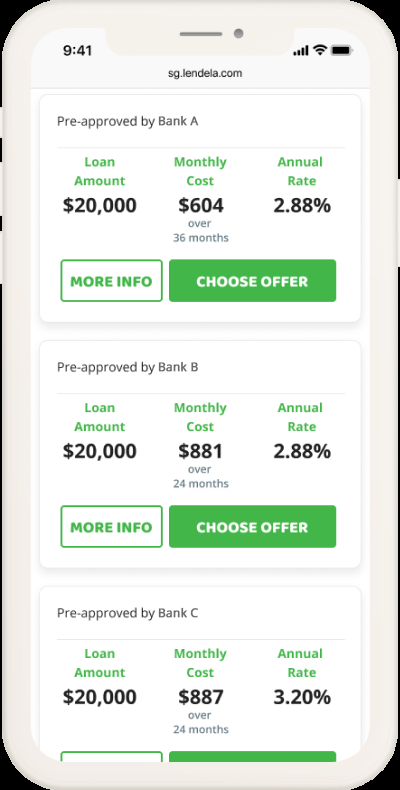 9:41
sg.lendela.com
Pre-approved by Bank A
Loan Amount
Monthly Cost
Annual Rate
$20,000
$604
2.88%
over
36 months
MORE INFO
CHOOSE OFFER
Pre-approved by Bank B
Loan Amount
Monthly Cost
Annual Rate
$20,000
$881
2.88%
over
24 months
MORE INFO
CHOOSE OFFER
Pre-approved by Bank C
Loan Amount
Monthly Cost
Annual Rate
$20,000
$887
3.20%
over
24 months